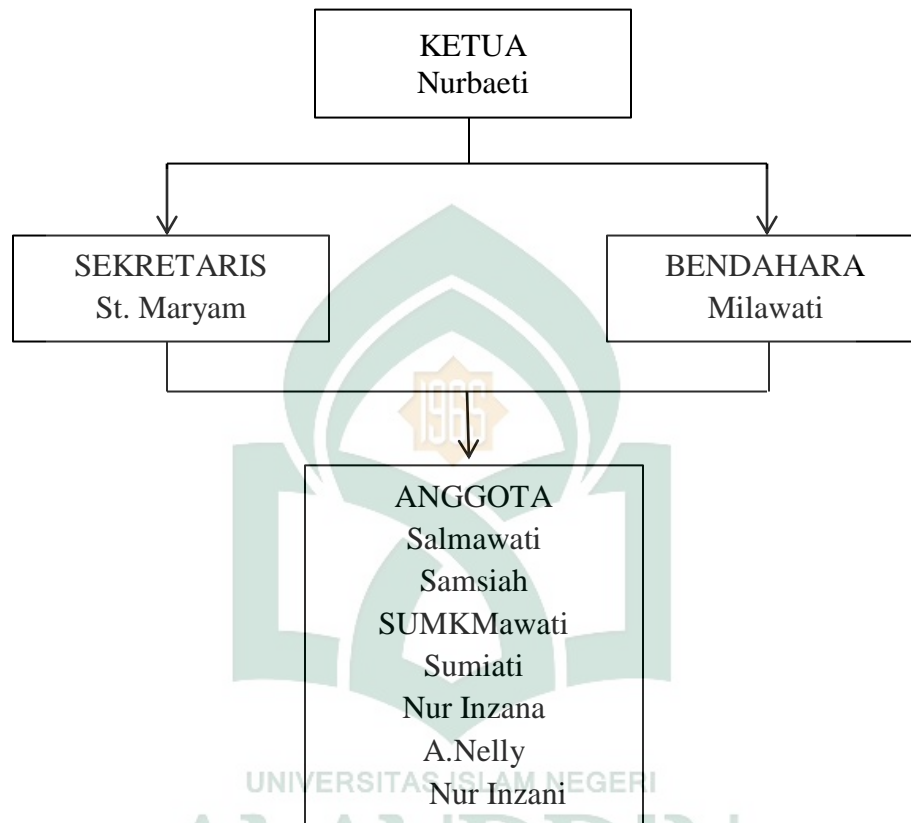 KETUA
Nurbaeti
SEKRETARIS
St. Maryam
BENDAHARA
Milawati
1965
ANGGOTA
Salmawati
Samsiah
SUMKMawati
Sumiati
Nur Inzana
A.Nelly
UNIVERSITAS ISLAM NEGERI
Nur Inzani